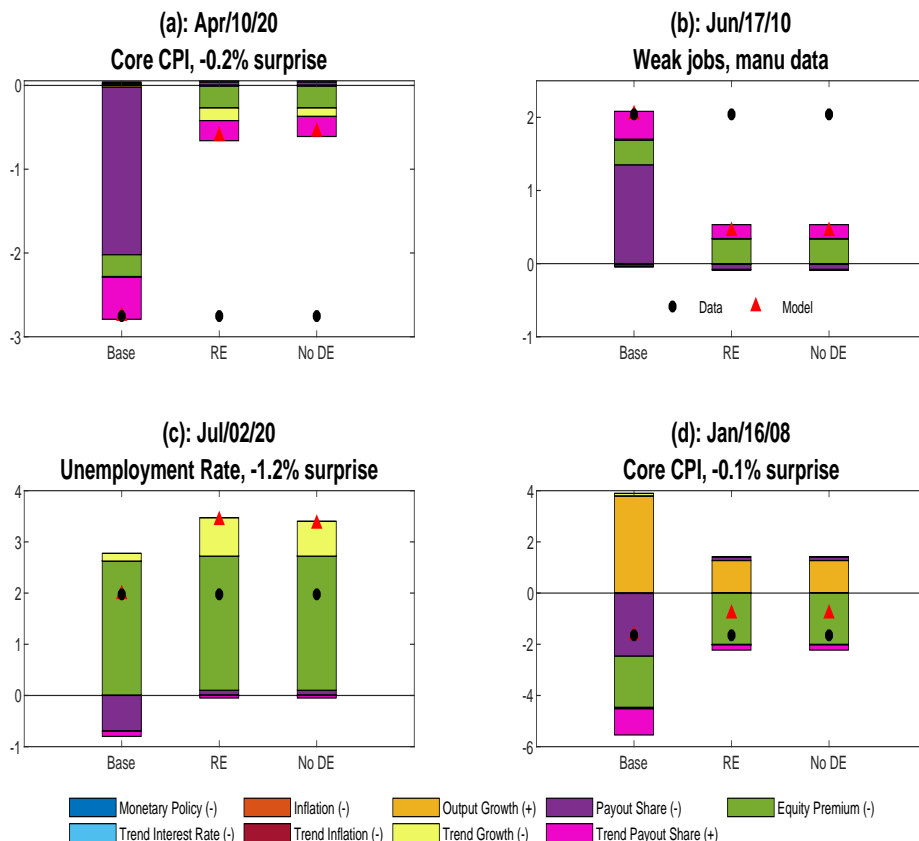 (a): Apr/10/20
Core CPI, -0.2% surprise
0
-1
-2
-3
Base RE No DE
(b): Jun/17/10
Weak jobs, manu data
2
1
0
-1
Data Model
Base RE No DE
(c): Jul/02/20
Unemployment Rate, -1.2% surprise
4
3
2
1
0
-1
Base RE No DE
(d): Jan/16/08
Core CPI, -0.1% surprise
4
2
0
-2
-4
-6
Base RE No DE
Monetary Policy (-) Inflation (-) Output Growth (+) Payout Share (-) Equity Premium (-)
Trend Interest Rate (-) Trend Inflation (-) Trend Growth (-) Trend Payout Share (+)